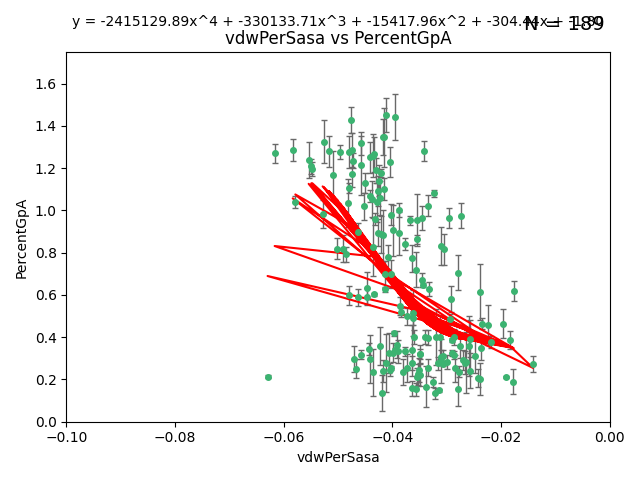 y = -2415129.89x^4 + -330133.71x^3 + -15417.96x^2 + -304.44x +
N = 189
vdwPerSasa vs PercentGpA
PercentGpA
1.6
1.4
1.2
1.0
0.8
0.6
0.4
0.2
0.0
−0.10 −0.08 −0.06 −0.04 −0.02 0.00
vdwPerSasa